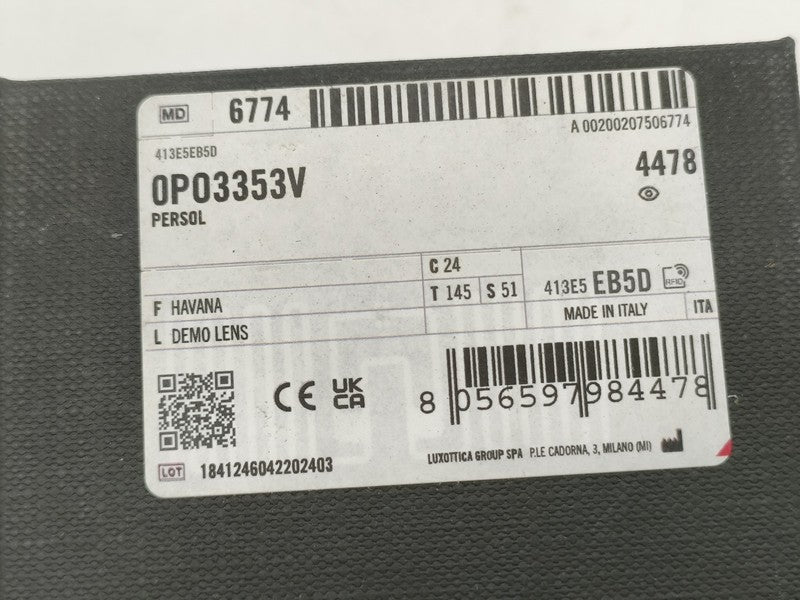 MD 6774
A 00200207506774
413E5EB5D
0PO3353V 4478
PERSOL
C 24
F HAVANA T 145 S 51 413E5 EB5D RFID
L DEMO LENS MADE IN ITALY ITA
CE UK CA
8 056597 984478
LUXOTTICA GROUP SPA P.LE CADORNA, 3, MILANO (MI)
LOT 1841246042202403